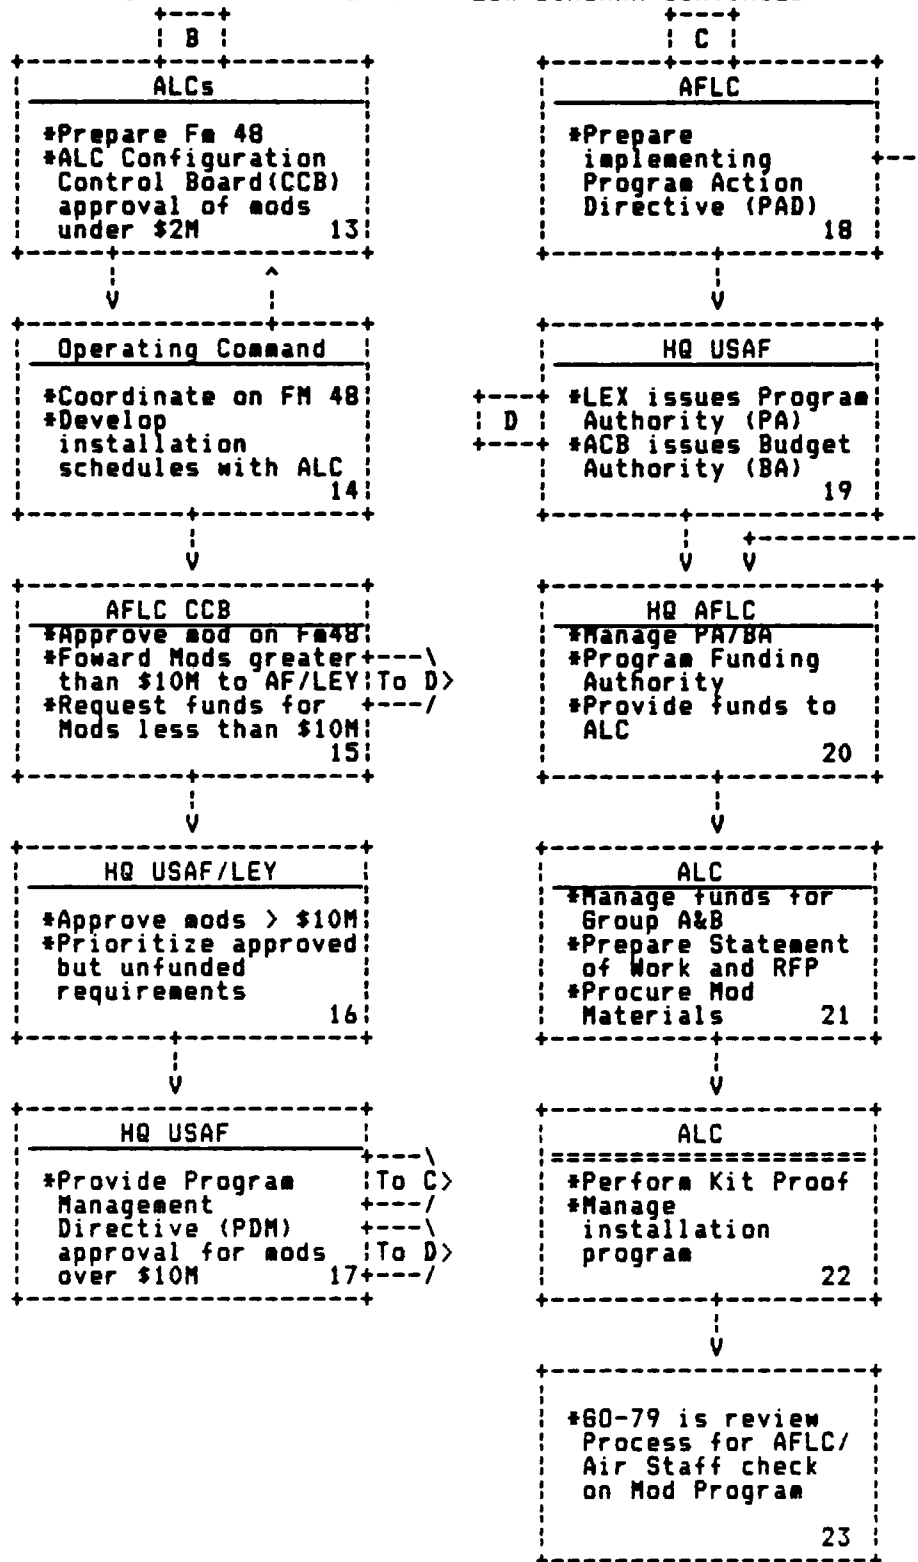 B
ALCs
*Prepare Fm 48
*ALC Configuration
Control Board(CCB)
approval of mods
under $2M 13
Operating Command
*Coordinate on FM 48
*Develop
installation
schedules with ALC
14
AFLC CCB
*Approve mod on Fm48
*Foward Mods greater
than $10M to AF/LEY
*Request funds for
Mods less than $10M
15
To D>
HQ USAF/LEY
*Approve mods > $10M
*Prioritize approved
but unfunded
requirements
16
HQ USAF
*Provide Program
Management
Directive (PDM)
approval for mods
over $10M 17
To C>
To D>
C
AFLC
*Prepare
implementing
Program Action
Directive (PAD)
18
D
HQ USAF
*LEX issues Program
Authority (PA)
*ACB issues Budget
Authority (BA)
19
HQ AFLC
*Manage PA/BA
*Program Funding
Authority
*Provide funds to
ALC
20
ALC
*Manage funds for
Group A&B
*Prepare Statement
of Work and RFP
*Procure Mod
Materials 21
ALC
*Perform Kit Proof
*Manage
installation
program
22
*GO-79 is review
Process for AFLC/
Air Staff check
on Mod Program
23